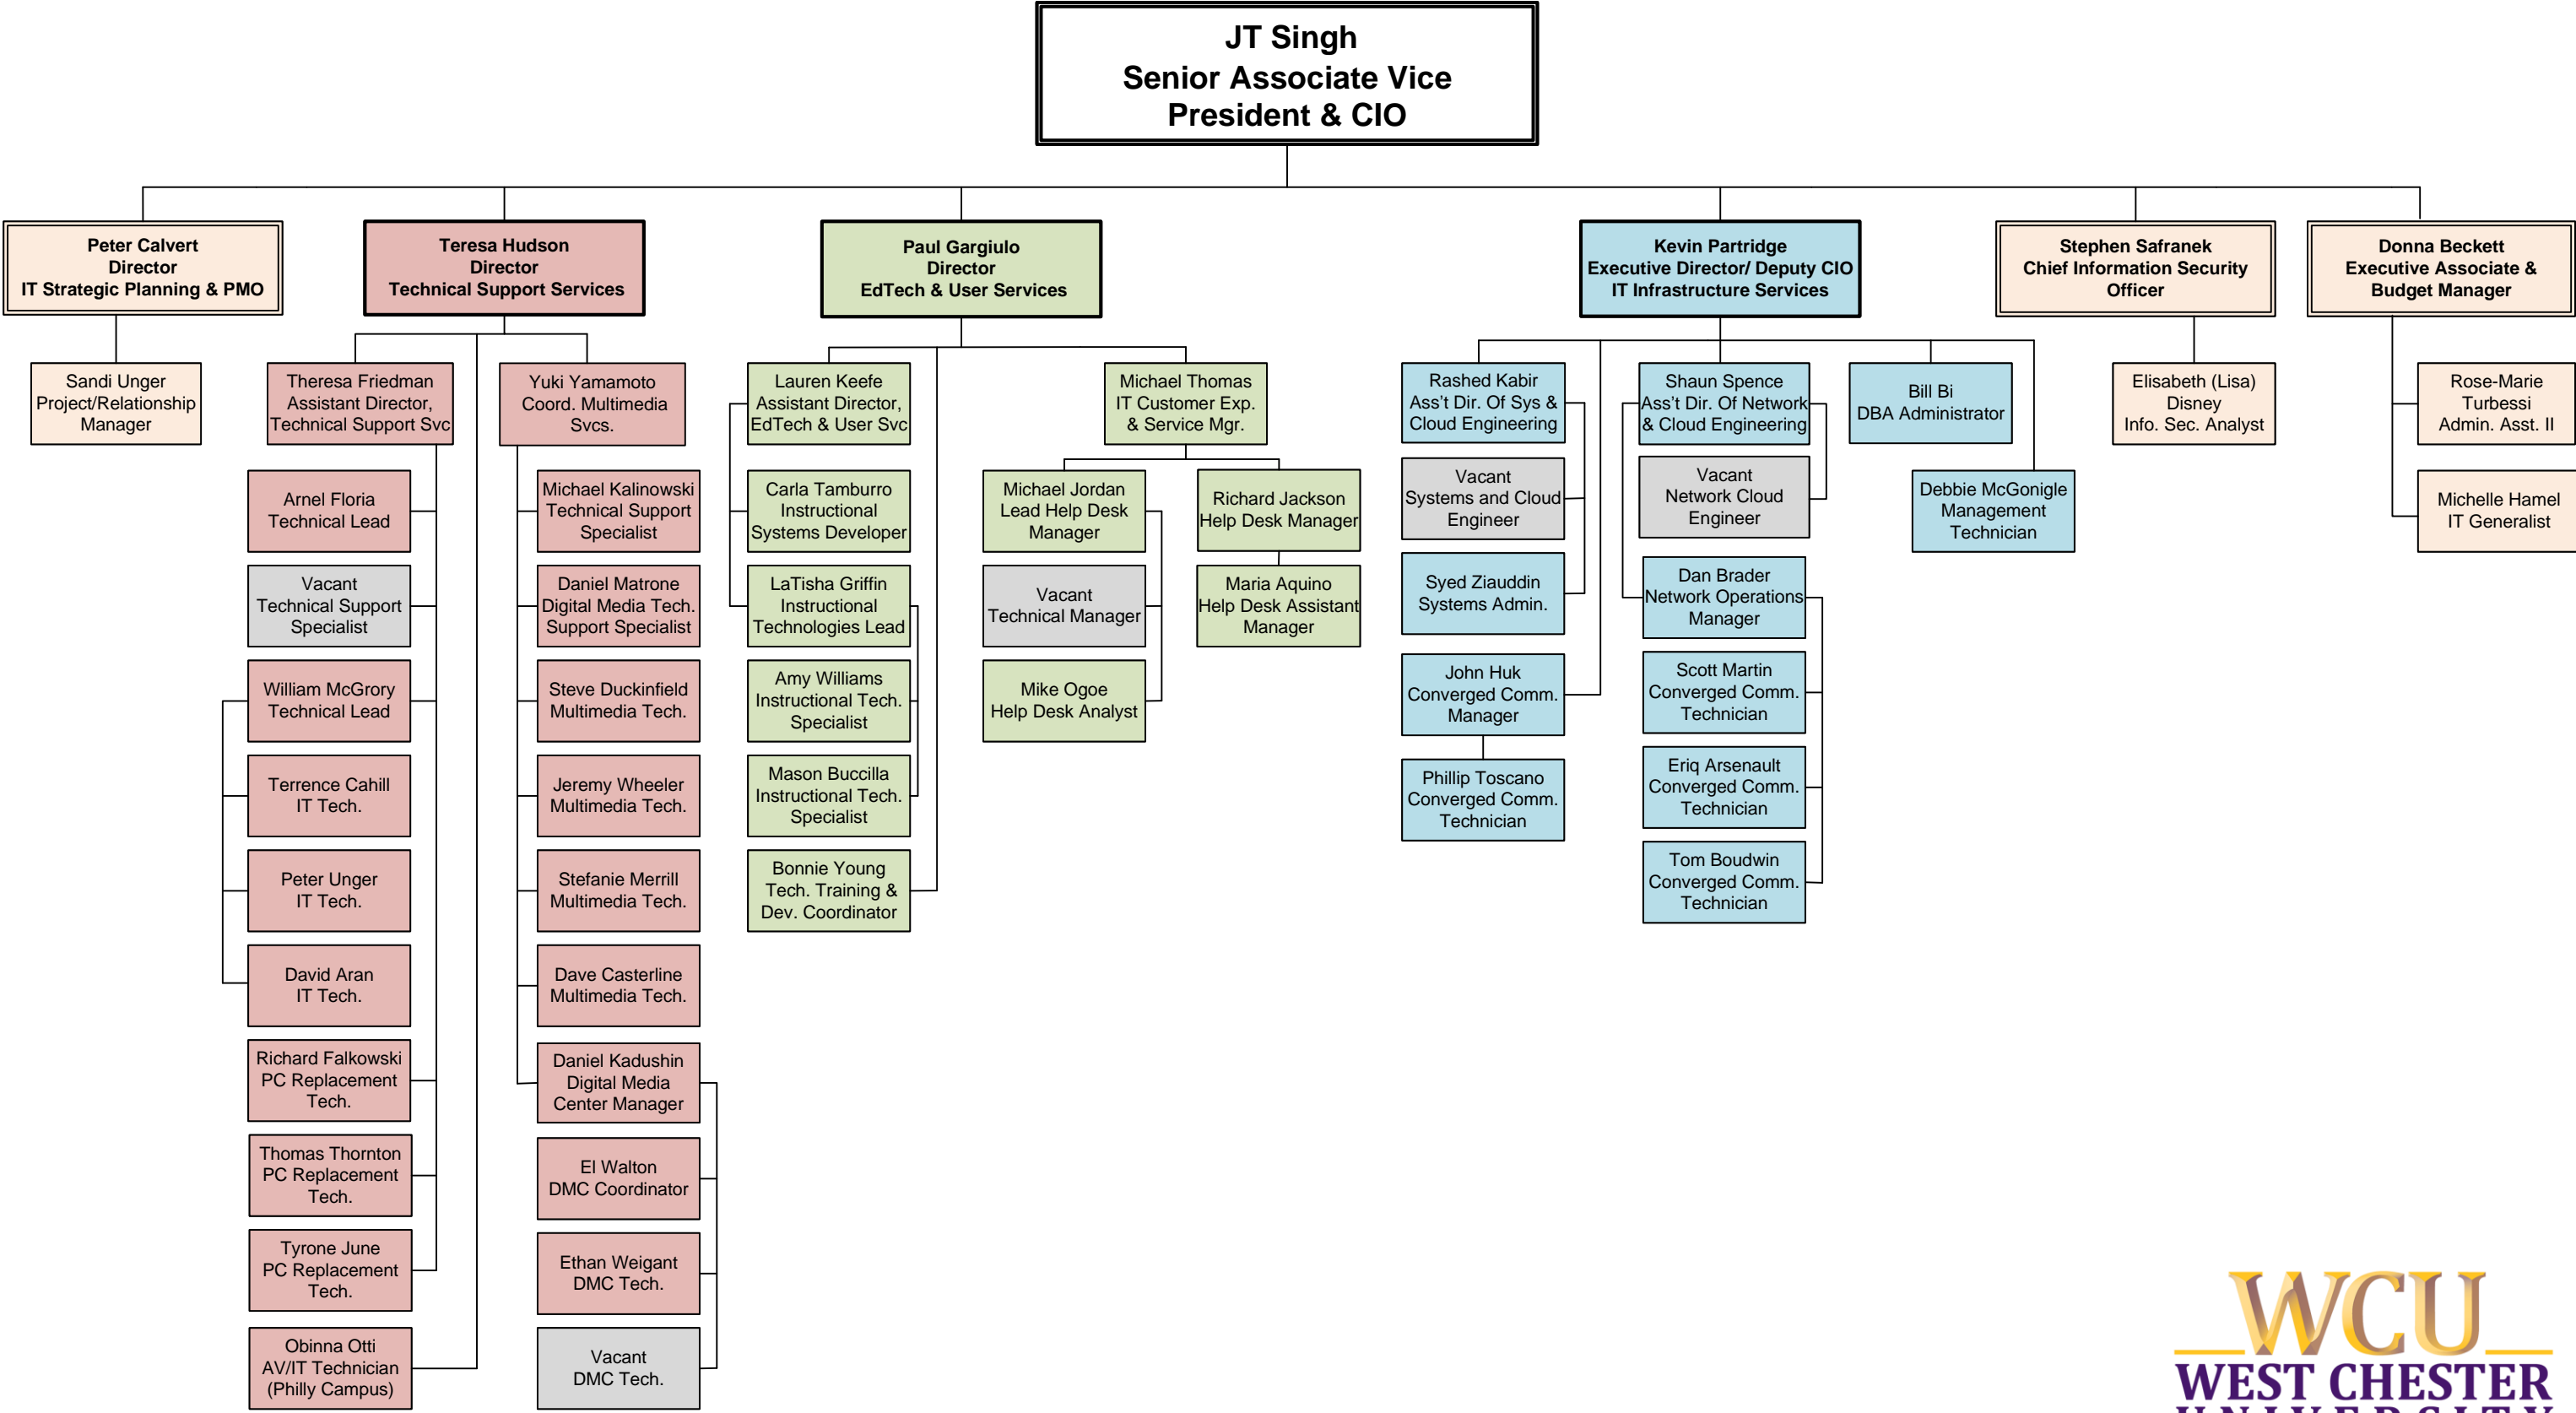 JT Singh
Senior Associate Vice
President & CIO
Peter Calvert
Director
IT Strategic Planning & PMO
Teresa Hudson
Director
Technical Support Services
Paul Gargiulo
Director
EdTech & User Services
Kevin Partridge
Executive Director/ Deputy CIO
IT Infrastructure Services
Stephen Safranek
Chief Information Security
Officer
Donna Beckett
Executive Associate &
Budget Manager
Sandi Unger
Project/Relationship
Manager
Theresa Friedman
Assistant Director,
Technical Support Svc
Arnel Floria
Technical Lead
Vacant
Technical Support
Specialist
William McGrory
Technical Lead
Terrence Cahill
IT Tech.
Peter Unger
IT Tech.
David Aran
IT Tech.
Richard Falkowski
PC Replacement
Tech.
Thomas Thornton
PC Replacement
Tech.
Tyrone June
PC Replacement
Tech.
Obinna Otti
AV/IT Technician
(Philly Campus)
Yuki Yamamoto
Coord. Multimedia
Svcs.
Michael Kalinowski
Technical Support
Specialist
Daniel Matrone
Digital Media Tech.
Support Specialist
Steve Duckinfield
Multimedia Tech.
Jeremy Wheeler
Multimedia Tech.
Stefanie Merrill
Multimedia Tech.
Dave Casterline
Multimedia Tech.
Daniel Kadushin
Digital Media
Center Manager
El Walton
DMC Coordinator
Ethan Weigant
DMC Tech.
Vacant
DMC Tech.
Lauren Keefe
Assistant Director,
EdTech & User Svc
Carla Tamburro
Instructional
Systems Developer
LaTisha Griffin
Instructional
Technologies Lead
Amy Williams
Instructional Tech.
Specialist
Mason Buccilla
Instructional Tech.
Specialist
Bonnie Young
Tech. Training &
Dev. Coordinator
Michael Thomas
IT Customer Exp.
& Service Mgr.
Michael Jordan
Lead Help Desk
Manager
Vacant
Technical Manager
Mike Ogoe
Help Desk Analyst
Richard Jackson
Help Desk Manager
Maria Aquino
Help Desk Assistant
Manager
Rashed Kabir
Ass't Dir. Of Sys &
Cloud Engineering
Vacant
Systems and Cloud
Engineer
Syed Ziauddin
Systems Admin.
John Huk
Converged Comm.
Manager
Phillip Toscano
Converged Comm.
Technician
Shaun Spence
Ass't Dir. Of Network
& Cloud Engineering
Vacant
Network Cloud
Engineer
Dan Brader
Network Operations
Manager
Scott Martin
Converged Comm.
Technician
Eriq Arsenault
Converged Comm.
Technician
Tom Boudwin
Converged Comm.
Technician
Bill Bi
DBA Administrator
Debbie McGonigle
Management
Technician
Elisabeth (Lisa)
Disney
Info. Sec. Analyst
Rose-Marie
Turbessi
Admin. Asst. II
Michelle Hamel
IT Generalist
WCU
WEST CHESTER
UNIVERSITY